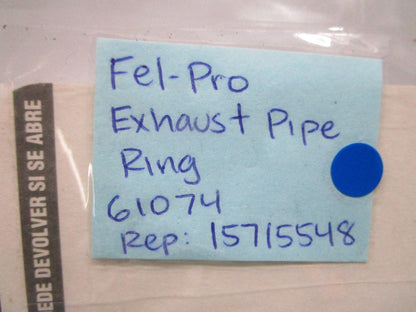 Fel-Pro
Exhaust Pipe
Ring
61074
Rep: 15715548
EDE DEVOLVER SI SE ABRE